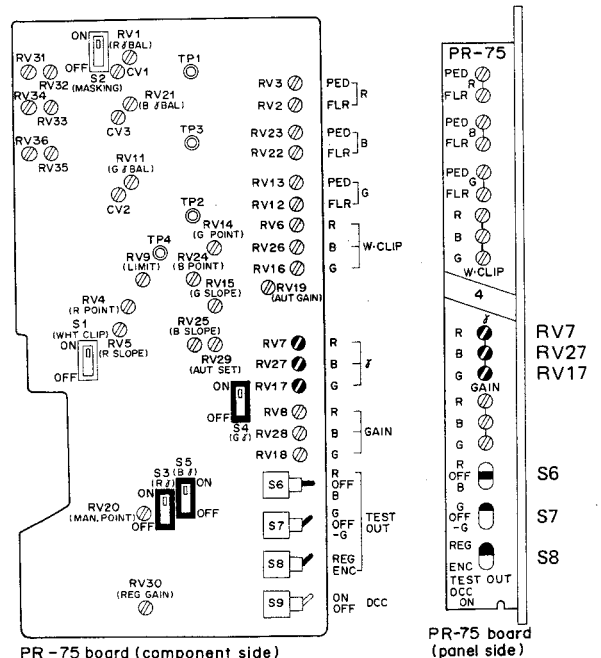 ON
OFF
S2
(MASKING)
RV1
(RɣBAL)
CV1
TP1
RV31
RV32
RV34
RV33
RV21
(BɣBAL)
CV3
TP3
RV36
RV35
RV11
(GɣBAL)
CV2
TP2
RV14
(G POINT)
TP4
RV9
(LIMIT)
RV24
(B POINT)
RV15
(G SLOPE)
RV4
(R POINT)
S1
(WHT CLIP)
ON
OFF
RV5
(R SLOPE)
RV25
(B SLOPE)
RV29
(AUT SET)
RV3 PED
R
RV2 FLR
RV23 PED
B
RV22 FLR
RV13 PED
G
RV12 FLR
RV6 R
RV26 B W-CLIP
RV16 G
RV19
(AUT GAIN)
RV7 R
RV27 B ɣ
RV17 G
ON
OFF
S4
(Gɣ)
RV8 R
RV28 B GAIN
RV18 G
S3
(Rɣ)
ON
OFF
S5
(Bɣ)
ON
OFF
RV20
(MAN. POINT)
RV30
(REG GAIN)
S6
R
OFF
B
S7
G
OFF
-G
TEST
OUT
S8
REG
ENC
S9
ON
OFF
DCC
PR-75 board (component side)
PR-75
PED
R
FLR
PED
B
FLR
PED
G
FLR
R
B
G
W-CLIP
4
ɣ
R RV7
B RV27
G RV17
GAIN
R
B
G
R
OFF
B
S6
G
OFF
-G
S7
REG
ENC
S8
TEST OUT
DCC
ON
PR-75 board
(panel side)